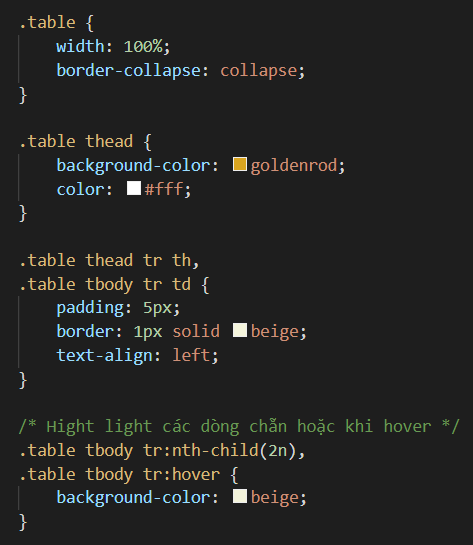 .table {
    width: 100%;
    border-collapse: collapse;
}

.table thead {
    background-color: goldenrod;
    color: #fff;
}

.table thead tr th,
.table tbody tr td {
    padding: 5px;
    border: 1px solid beige;
    text-align: left;
}

/* Hight light các dòng chẵn hoặc khi hover */
.table tbody tr:nth-child(2n),
.table tbody tr:hover {
    background-color: beige;
}